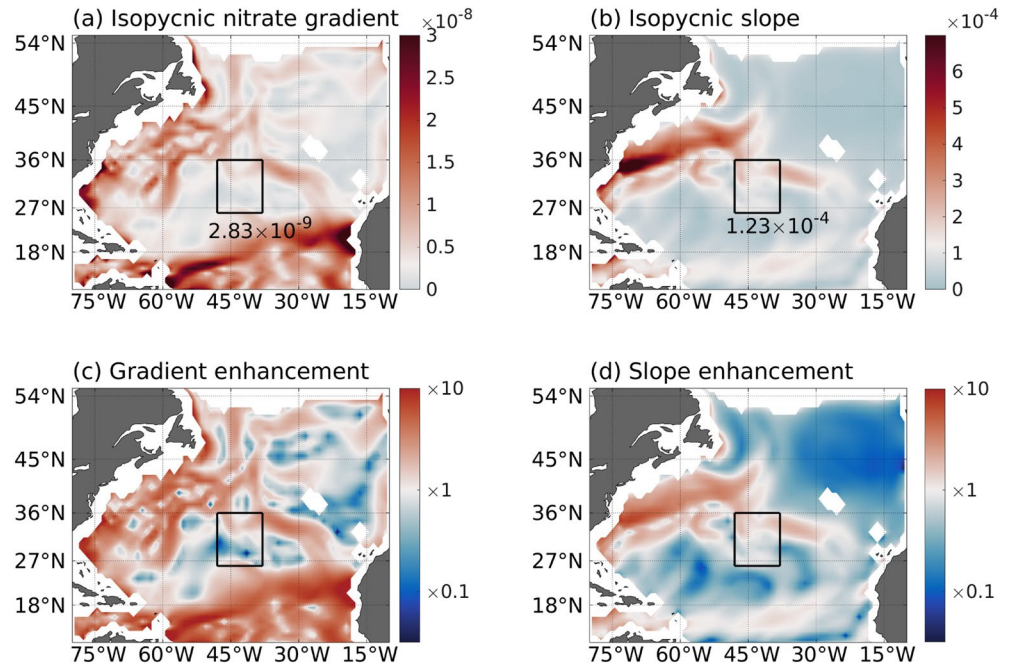 (a) Isopycnic nitrate gradient
×10⁻⁸
54°N
45°N
36°N
27°N
18°N
75°W 60°W 45°W 30°W 15°W
2.83×10⁻⁹
3
2.5
2
1.5
1
0.5
0
(b) Isopycnic slope
×10⁻⁴
54°N
45°N
36°N
27°N
18°N
75°W 60°W 45°W 30°W 15°W
1.23×10⁻⁴
6
5
4
3
2
1
0
(c) Gradient enhancement
54°N
45°N
36°N
27°N
18°N
75°W 60°W 45°W 30°W 15°W
×10
×1
×0.1
(d) Slope enhancement
54°N
45°N
36°N
27°N
18°N
75°W 60°W 45°W 30°W 15°W
×10
×1
×0.1